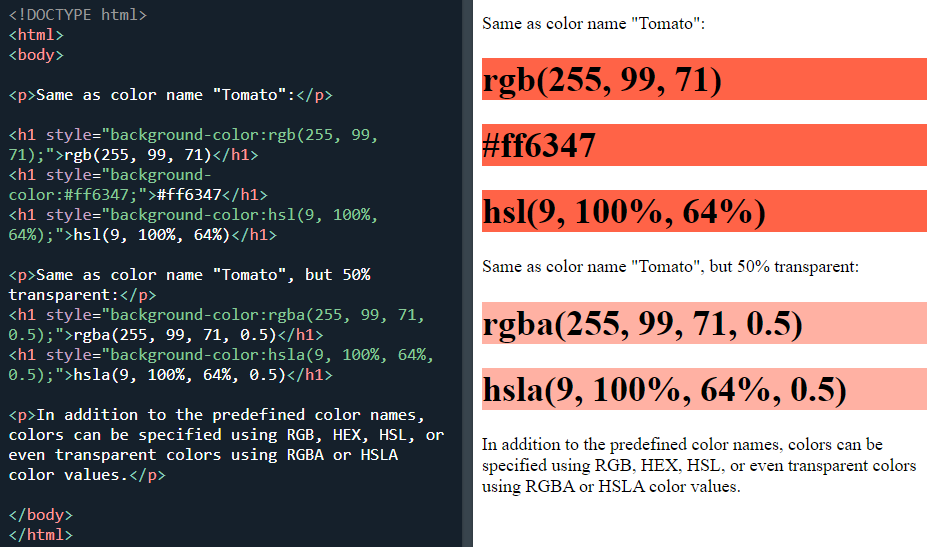 <!DOCTYPE html>
<html>
<body>
<p>Same as color name "Tomato":</p>
<h1 style="background-color:rgb(255, 99,
71);">rgb(255, 99, 71)</h1>
<h1 style="background-
color:#ff6347;">#ff6347</h1>
<h1 style="background-color:hsl(9, 100%,
64%);">hsl(9, 100%, 64%)</h1>
<p>Same as color name "Tomato", but 50%
transparent:</p>
<h1 style="background-color:rgba(255, 99, 71,
0.5);">rgba(255, 99, 71, 0.5)</h1>
<h1 style="background-color:hsla(9, 100%, 64%,
0.5);">hsla(9, 100%, 64%, 0.5)</h1>
<p>In addition to the predefined color names,
colors can be specified using RGB, HEX, HSL, or
even transparent colors using RGBA or HSLA
color values.</p>
</body>
</html>
Same as color name "Tomato":
rgb(255, 99, 71)
#ff6347
hsl(9, 100%, 64%)
Same as color name "Tomato", but 50% transparent:
rgba(255, 99, 71, 0.5)
hsla(9, 100%, 64%, 0.5)
In addition to the predefined color names, colors can be
specified using RGB, HEX, HSL, or even transparent colors
using RGBA or HSLA color values.